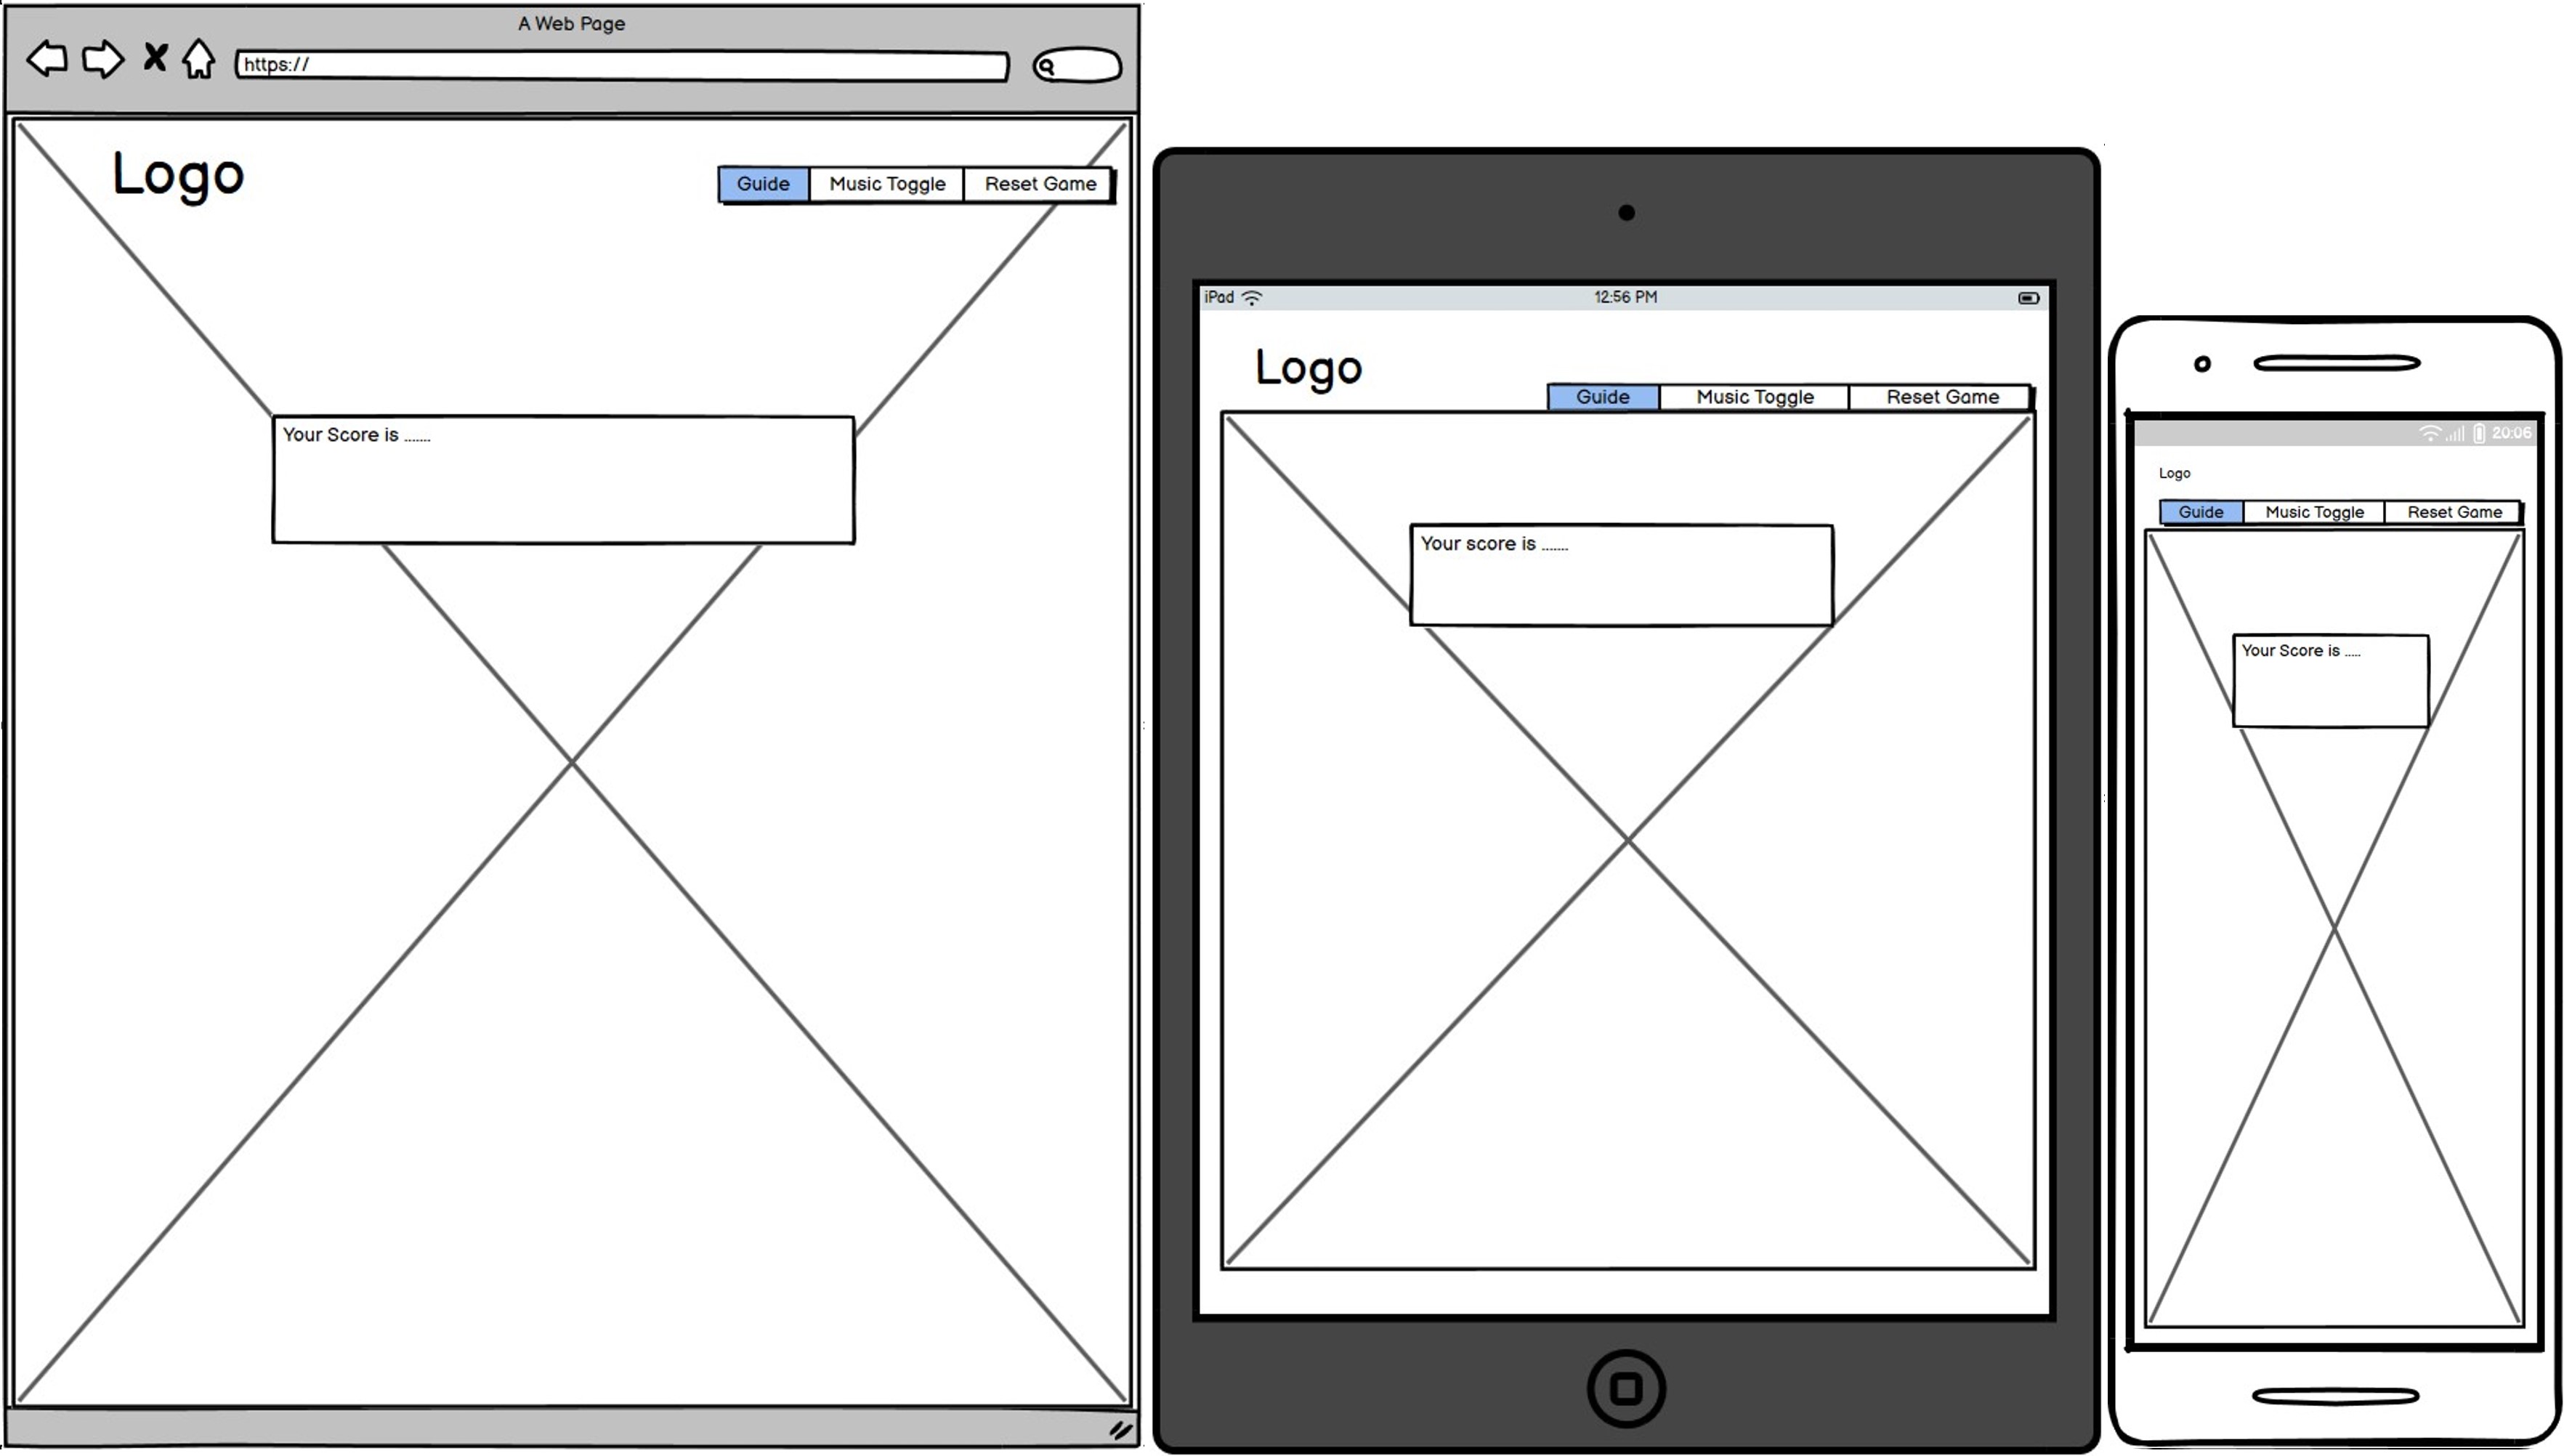 A Web Page
https://
Logo
Guide Music Toggle Reset Game
Your Score is .......
iPad 12:56 PM
Logo
Guide Music Toggle Reset Game
Your score is .......
20:06
Logo
Guide Music Toggle Reset Game
Your Score is .....